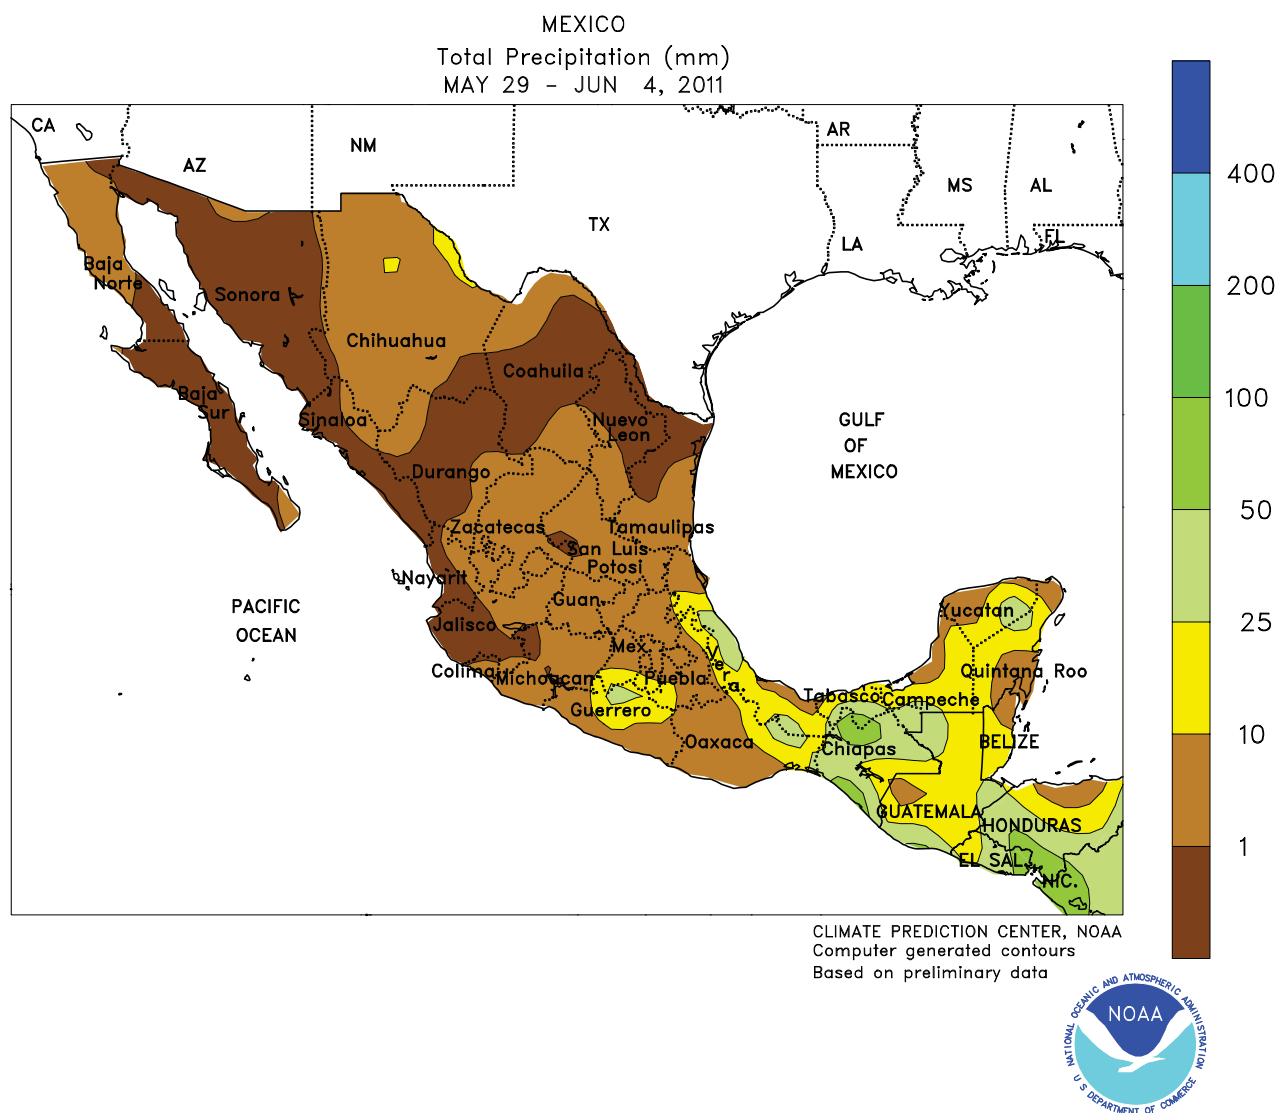 MEXICO
Total Precipitation (mm)
MAY 29 - JUN 4, 2011
CA
AZ
NM
TX
AR
LA
MS
AL
FL
Baja
Norte
Sonora
Chihuahua
Coahuila
Baja
Sur
Sinaloa
Nuevo
Leon
Durango
Zacatecas
Tamaulipas
San Luis
Potosi
Nayarit
Guan.
Jalisco
Mex.
Colima
Michoacan
Puebla
Vera.
Guerrero
Oaxaca
Tabasco
Campeche
Chiapas
Yucatan
Quintana Roo
BELIZE
GUATEMALA
HONDURAS
EL SAL.
NIC.
GULF
OF
MEXICO
PACIFIC
OCEAN
400
200
100
50
25
10
1
CLIMATE PREDICTION CENTER, NOAA
Computer generated contours
Based on preliminary data
NATIONAL OCEANIC AND ATMOSPHERIC ADMINISTRATION
NOAA
U S DEPARTMENT OF COMMERCE